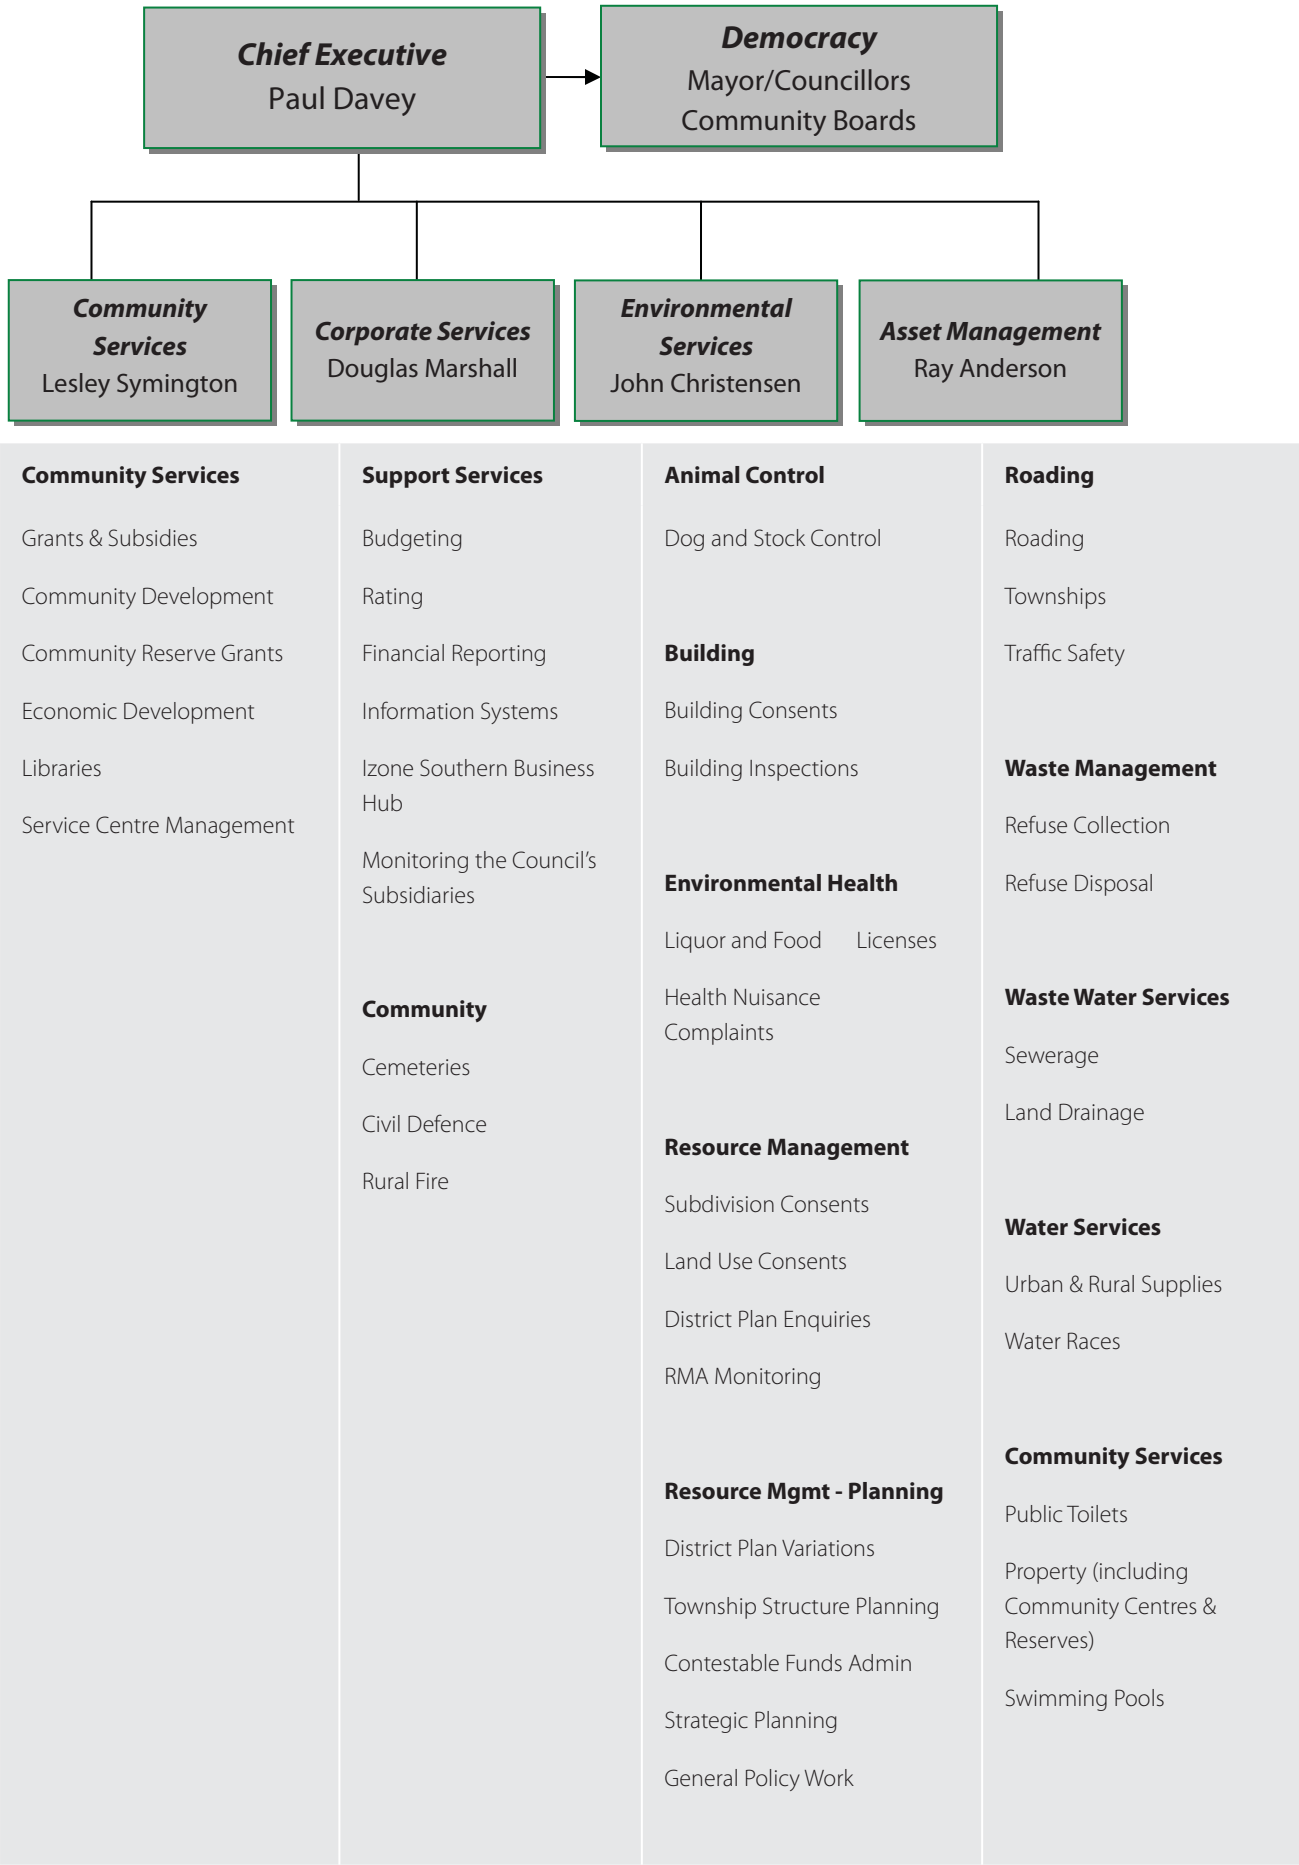 Chief Executive
Paul Davey
Democracy
Mayor/Councillors
Community Boards
Community
Services
Lesley Symington
Corporate Services
Douglas Marshall
Environmental
Services
John Christensen
Asset Management
Ray Anderson
Community Services
Grants & Subsidies
Community Development
Community Reserve Grants
Economic Development
Libraries
Service Centre Management
Support Services
Budgeting
Rating
Financial Reporting
Information Systems
Izone Southern Business
Hub
Monitoring the Council's
Subsidiaries
Community
Cemeteries
Civil Defence
Rural Fire
Animal Control
Dog and Stock Control
Building
Building Consents
Building Inspections
Environmental Health
Liquor and Food Licenses
Health Nuisance
Complaints
Resource Management
Subdivision Consents
Land Use Consents
District Plan Enquiries
RMA Monitoring
Resource Mgmt - Planning
District Plan Variations
Township Structure Planning
Contestable Funds Admin
Strategic Planning
General Policy Work
Roading
Roading
Townships
Traffic Safety
Waste Management
Refuse Collection
Refuse Disposal
Waste Water Services
Sewerage
Land Drainage
Water Services
Urban & Rural Supplies
Water Races
Community Services
Public Toilets
Property (including
Community Centres &
Reserves)
Swimming Pools